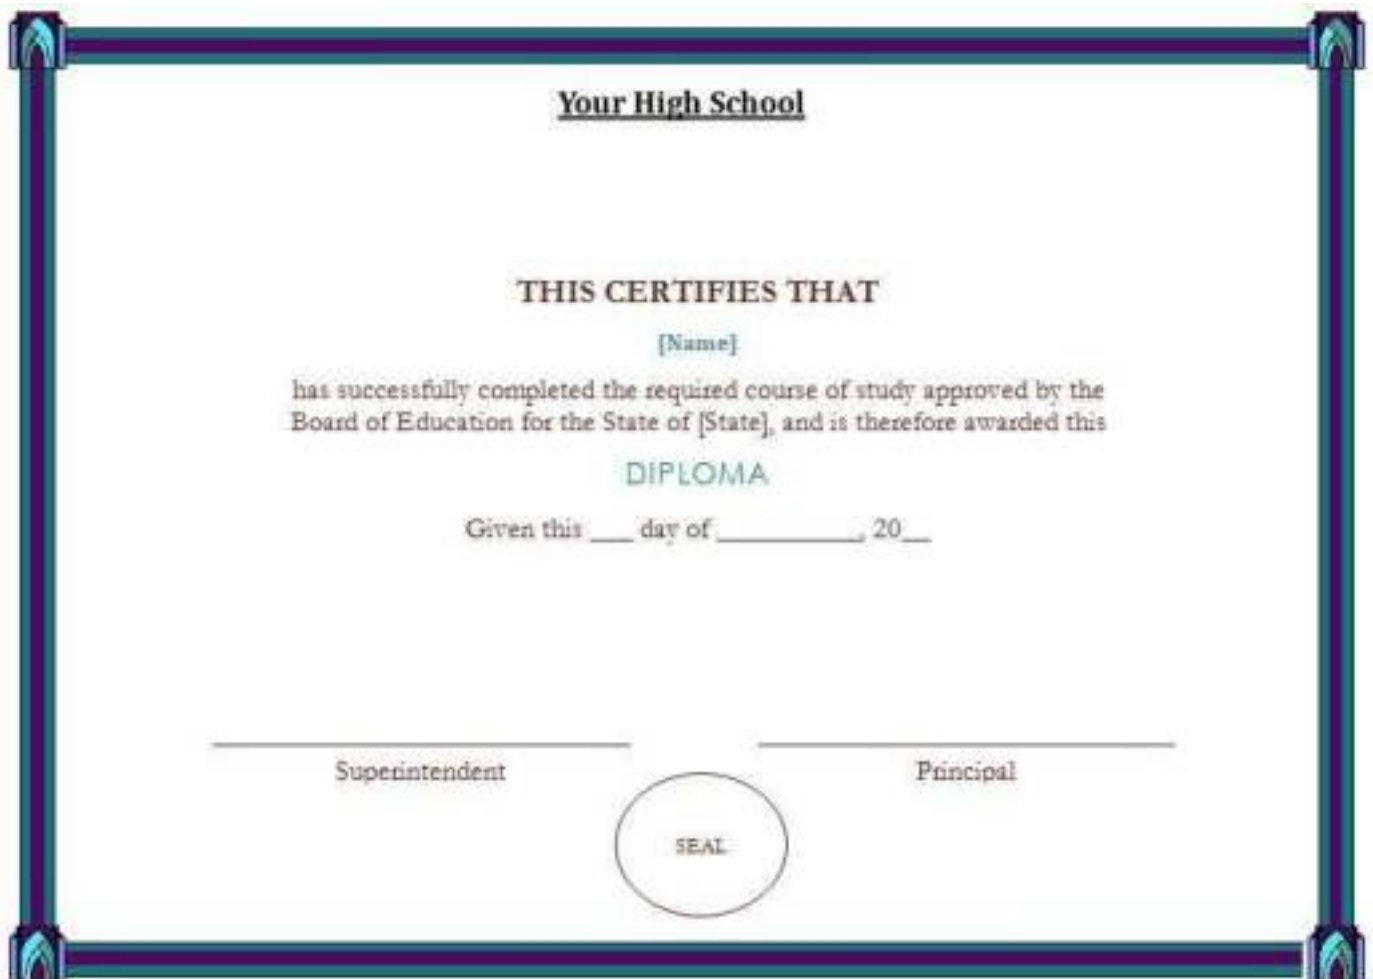 Your High School
THIS CERTIFIES THAT
[Name]
has successfully completed the required course of study approved by the
Board of Education for the State of [State], and is therefore awarded this
DIPLOMA
Given this ___ day of __________, 20__
Superintendent
Principal
SEAL